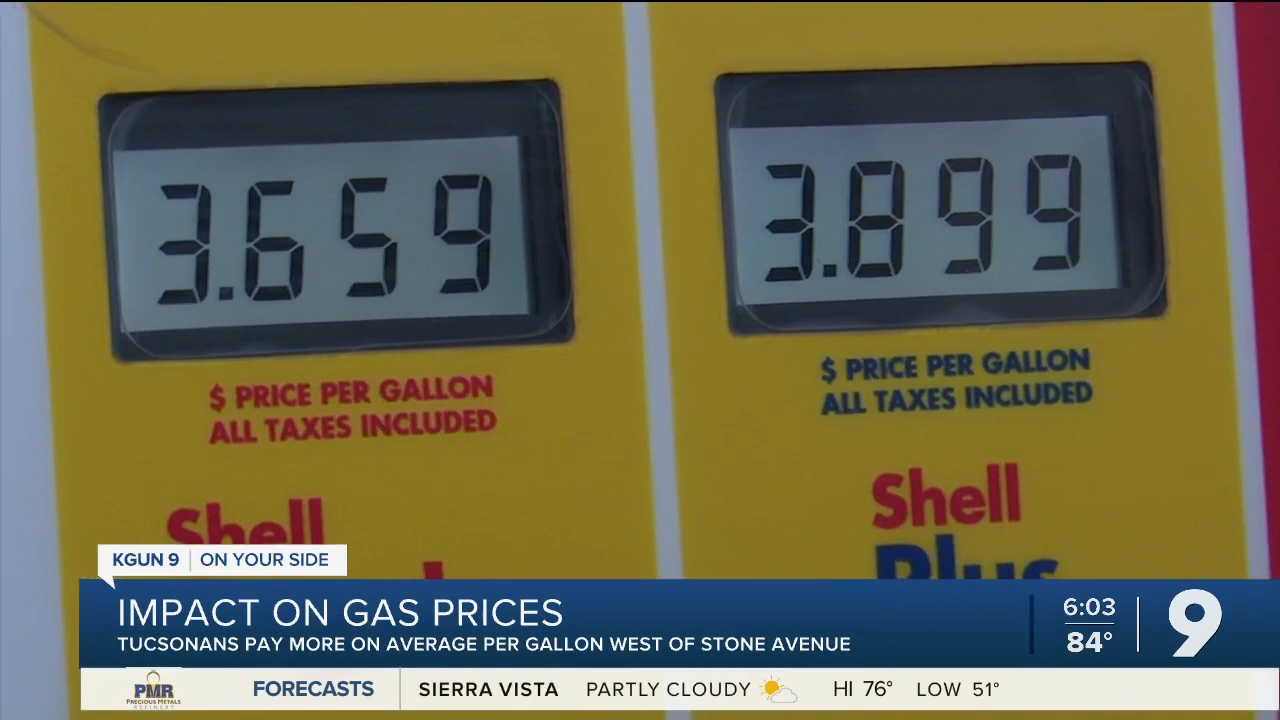 3.659
3.899
$ PRICE PER GALLON
ALL TAXES INCLUDED
$ PRICE PER GALLON
ALL TAXES INCLUDED
Shell
Shell
Plus
KGUN 9 | ON YOUR SIDE
IMPACT ON GAS PRICES
TUCSONANS PAY MORE ON AVERAGE PER GALLON WEST OF STONE AVENUE
6:03
84°
9
PMR
PRECIOUS METALS
REFINERY
FORECASTS
SIERRA VISTA PARTLY CLOUDY HI 76° LOW 51°